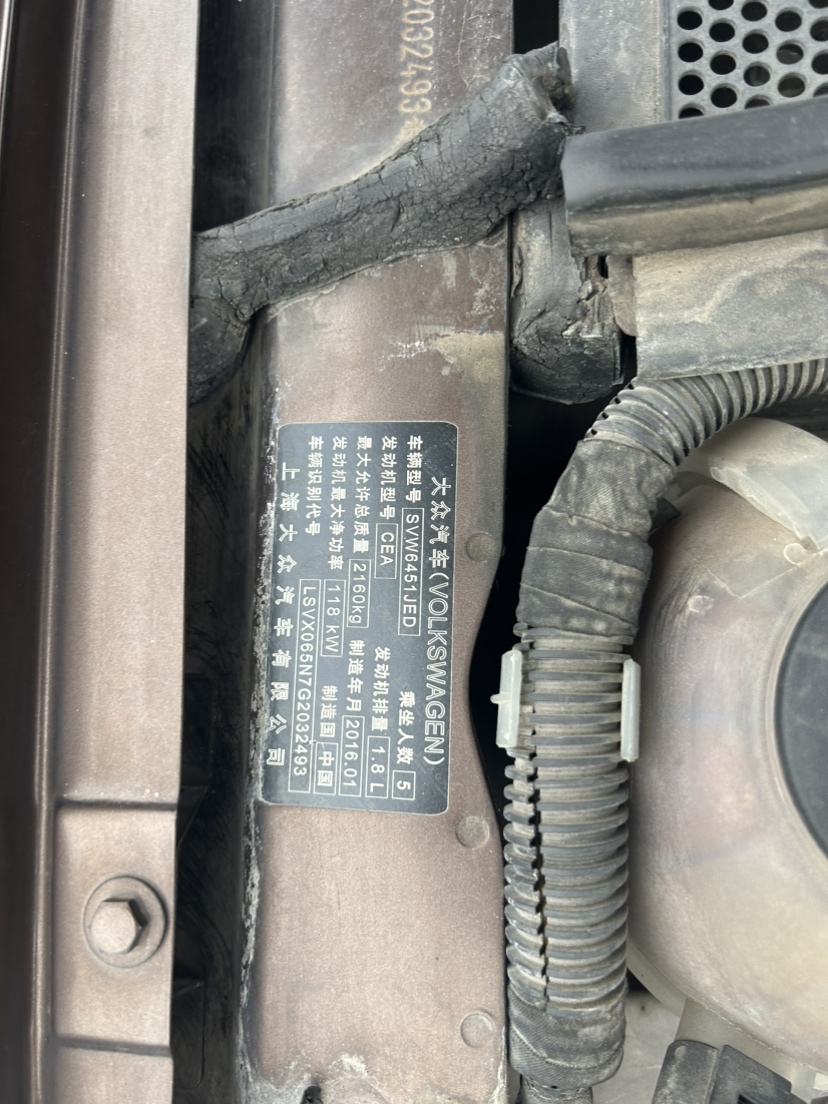 2032493*
大众汽车(VOLKSWAGEN)
车辆型号 SVW6451JED 乘坐人数 5
发动机型号 CEA 发动机排量 1.8 L
最大允许总质量 2160kg 制造年月 2016.01
发动机最大净功率 118 kW 制造国 中国
车辆识别代号 LSVX065N7G2032493
上海大众汽车有限公司